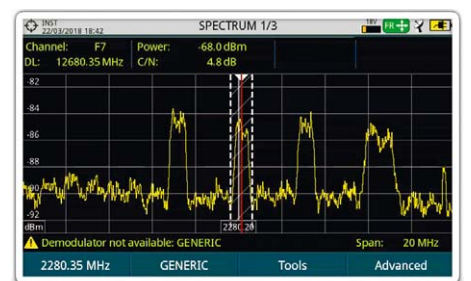 INST
22/03/2018 18:42
SPECTRUM 1/3
18V
FR
Channel: F7 Power: -68.0 dBm
DL: 12680.35 MHz C/N: 4.8 dB
-82
-84
-86
-88
-90
-92
dBm
2280.20
Demodulator not available: GENERIC Span: 20 MHz
2280.35 MHz GENERIC Tools Advanced